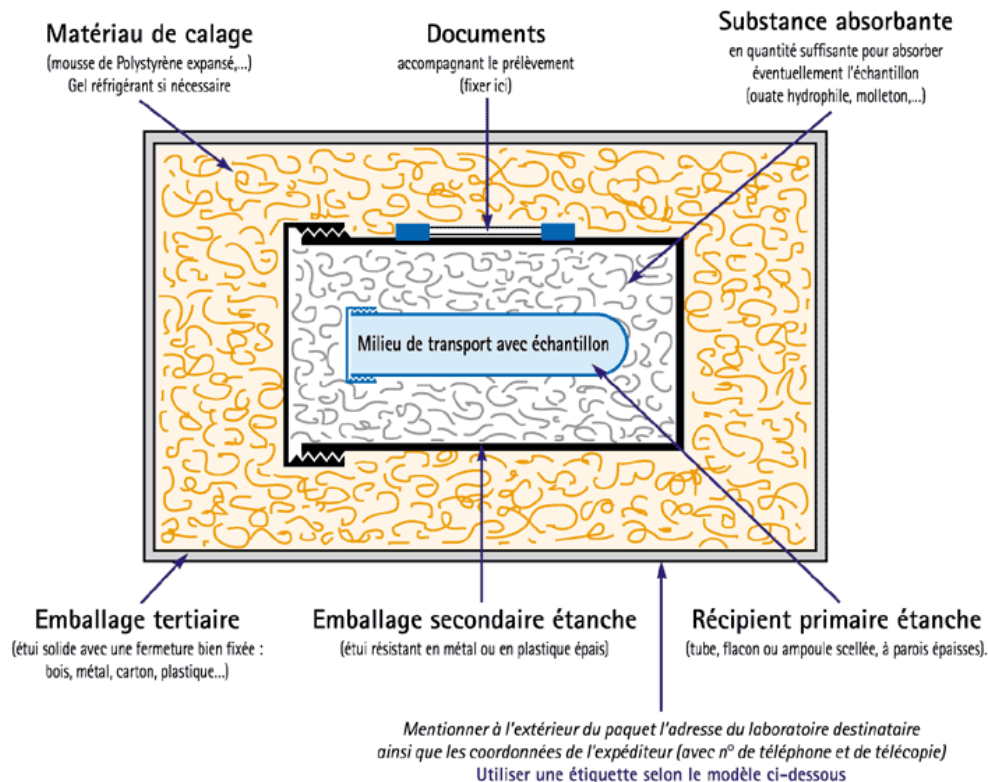 Matériau de calage
(mousse de Polystyrène expansé,...)
Gel réfrigérant si nécessaire
Documents
accompagnant le prélèvement
(fixer ici)
Substance absorbante
en quantité suffisante pour absorber
éventuellement l'échantillon
(ouate hydrophile, molleton,...)
Milieu de transport avec échantillon
Emballage tertiaire
(étui solide avec une fermeture bien fixée :
bois, métal, carton, plastique...)
Emballage secondaire étanche
(étui résistant en métal ou en plastique épais)
Récipient primaire étanche
(tube, flacon ou ampoule scellée, à parois épaisses).
Mentionner à l'extérieur du paquet l'adresse du laboratoire destinataire
ainsi que les coordonnées de l'expéditeur (avec n° de téléphone et de télécopie)
Utiliser une étiquette selon le modèle ci-dessous